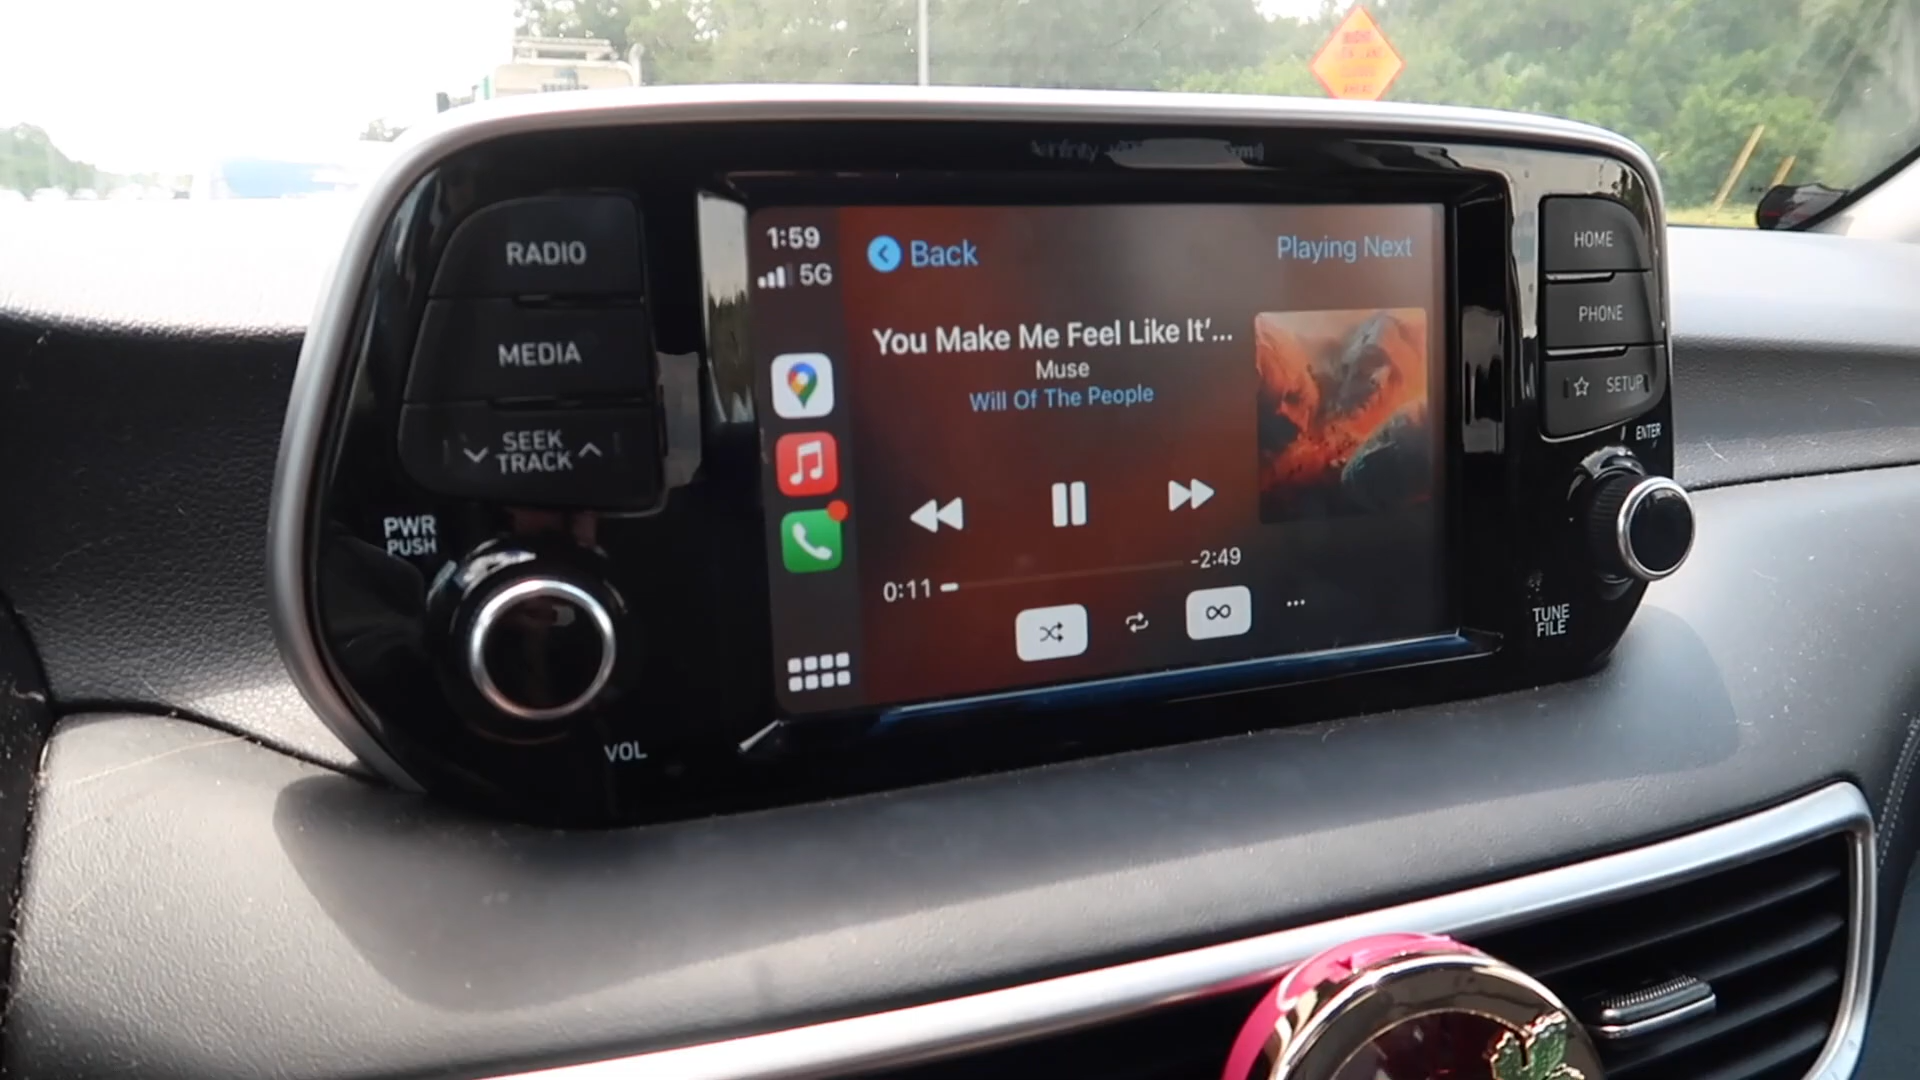 RADIO
MEDIA
SEEK
TRACK
PWR
PUSH
VOL
1:59
5G
Back
Playing Next
You Make Me Feel Like It'...
Muse
Will Of The People
0:11
-2:49
HOME
PHONE
SETUP
ENTER
TUNE
FILE